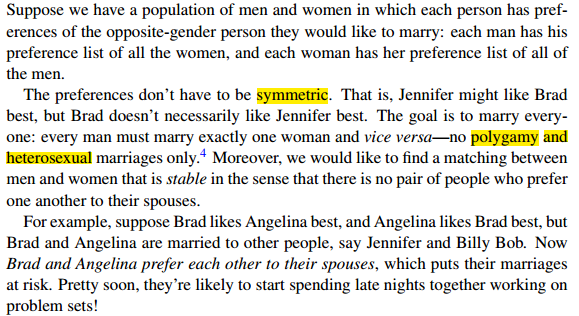 Suppose we have a population of men and women in which each person has pref-
erences of the opposite-gender person they would like to marry: each man has his
preference list of all the women, and each woman has her preference list of all of
the men.
The preferences don’t have to be symmetric. That is, Jennifer might like Brad
best, but Brad doesn’t necessarily like Jennifer best. The goal is to marry every-
one: every man must marry exactly one woman and vice versa—no polygamy and
heterosexual marriages only.4 Moreover, we would like to find a matching between
men and women that is stable in the sense that there is no pair of people who prefer
one another to their spouses.
For example, suppose Brad likes Angelina best, and Angelina likes Brad best, but
Brad and Angelina are married to other people, say Jennifer and Billy Bob. Now
Brad and Angelina prefer each other to their spouses, which puts their marriages
at risk. Pretty soon, they’re likely to start spending late nights together working on
problem sets!